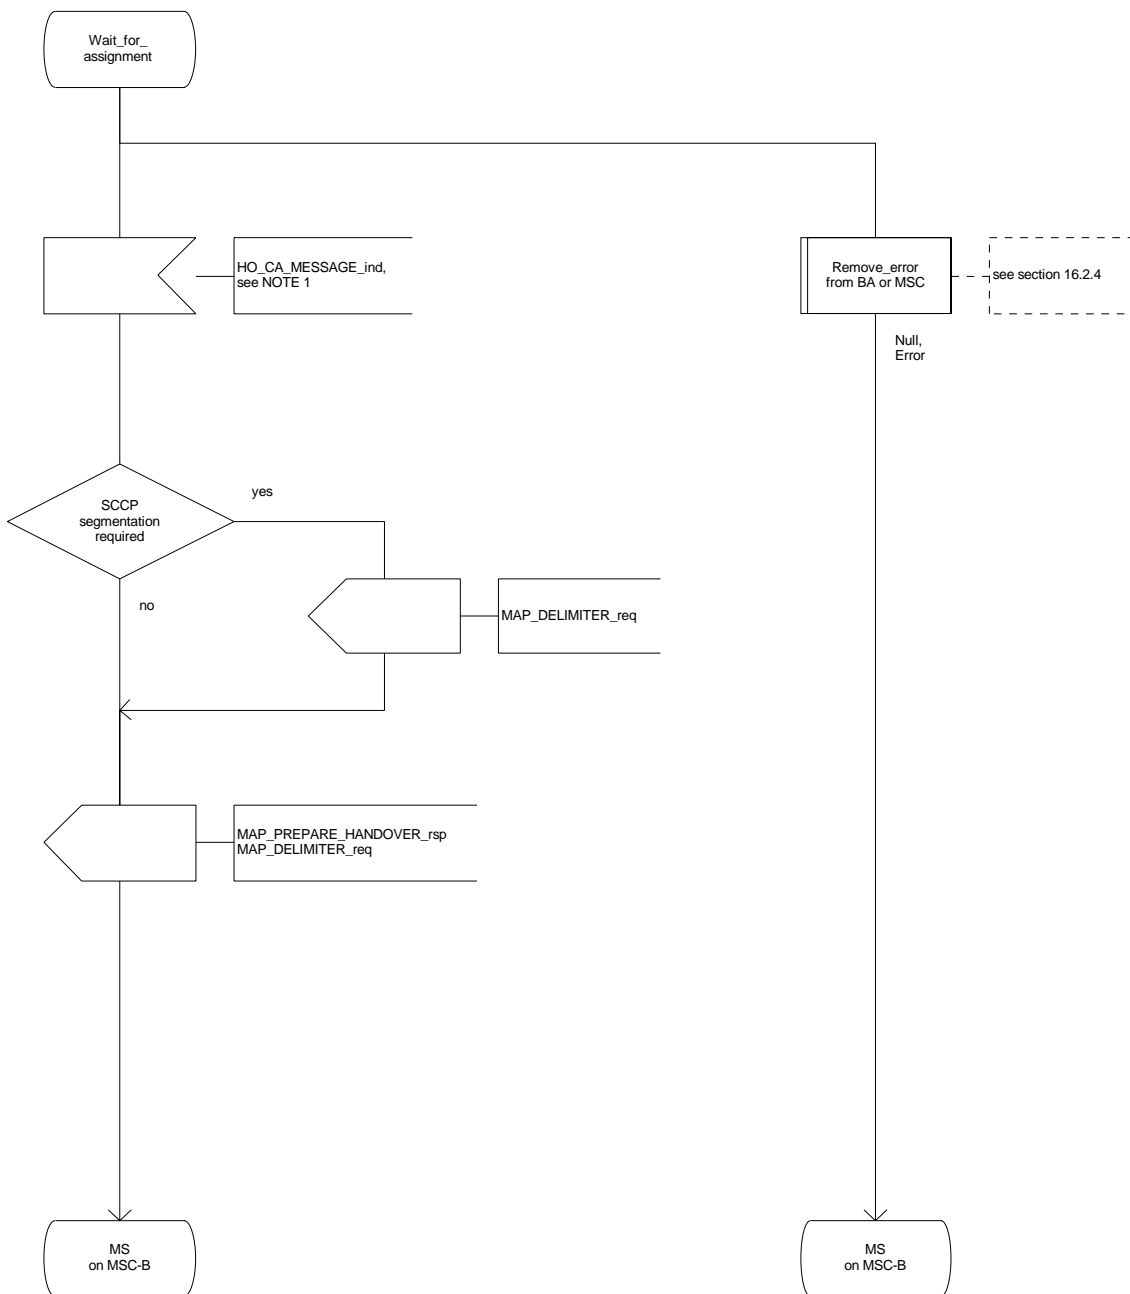 Wait_for_
assignment
HO_CA_MESSAGE_ind,
see NOTE 1
Remove_error
from BA or MSC
see section 16.2.4
Null,
Error
SCCP
segmentation
required
yes
no
MAP_DELIMITER_req
MAP_PREPARE_HANDOVER_rsp
MAP_DELIMITER_req
MS
on MSC-B
MS
on MSC-B